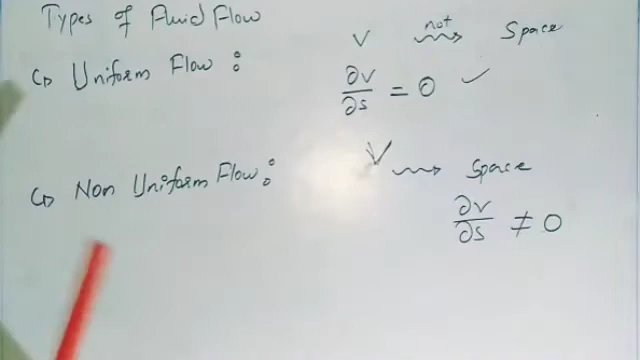 Types of Fluid Flow
↳ Uniform Flow :
V not ⇝ Space
∂V/∂s = 0 ✓
↳ Non Uniform Flow :
V ⇝ Space
∂V/∂s ≠ 0